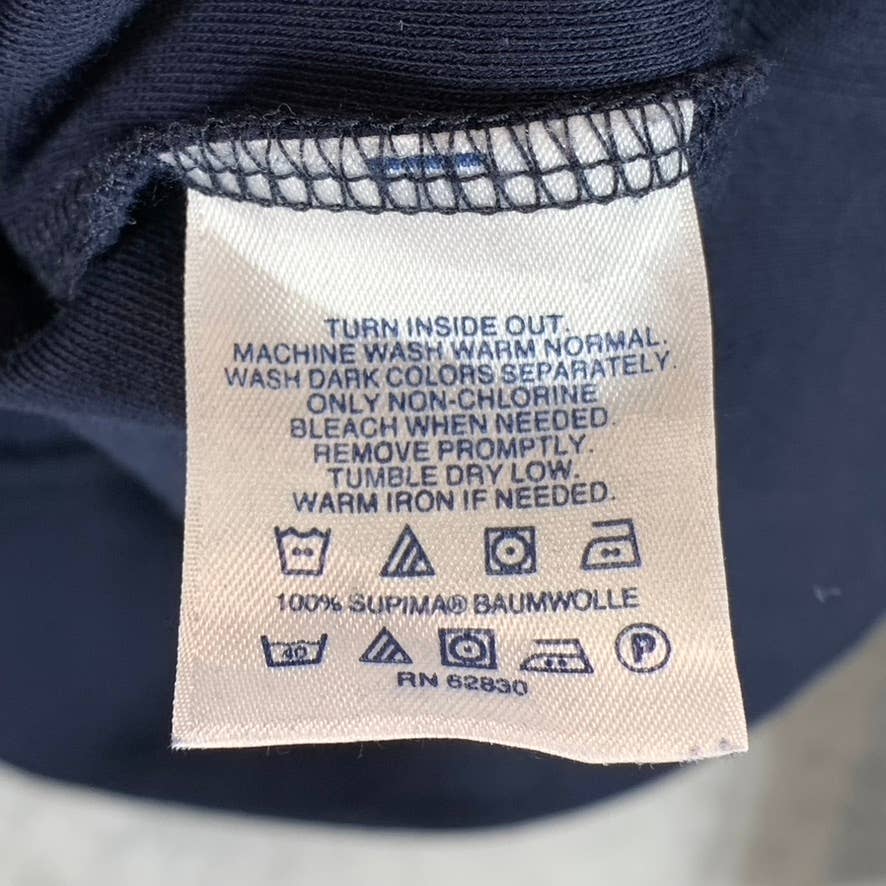 TURN INSIDE OUT.
MACHINE WASH WARM NORMAL.
WASH DARK COLORS SEPARATELY.
ONLY NON-CHLORINE
BLEACH WHEN NEEDED.
REMOVE PROMPTLY.
TUMBLE DRY LOW.
WARM IRON IF NEEDED.
100% SUPIMA® BAUMWOLLE
40 P
RN 62830